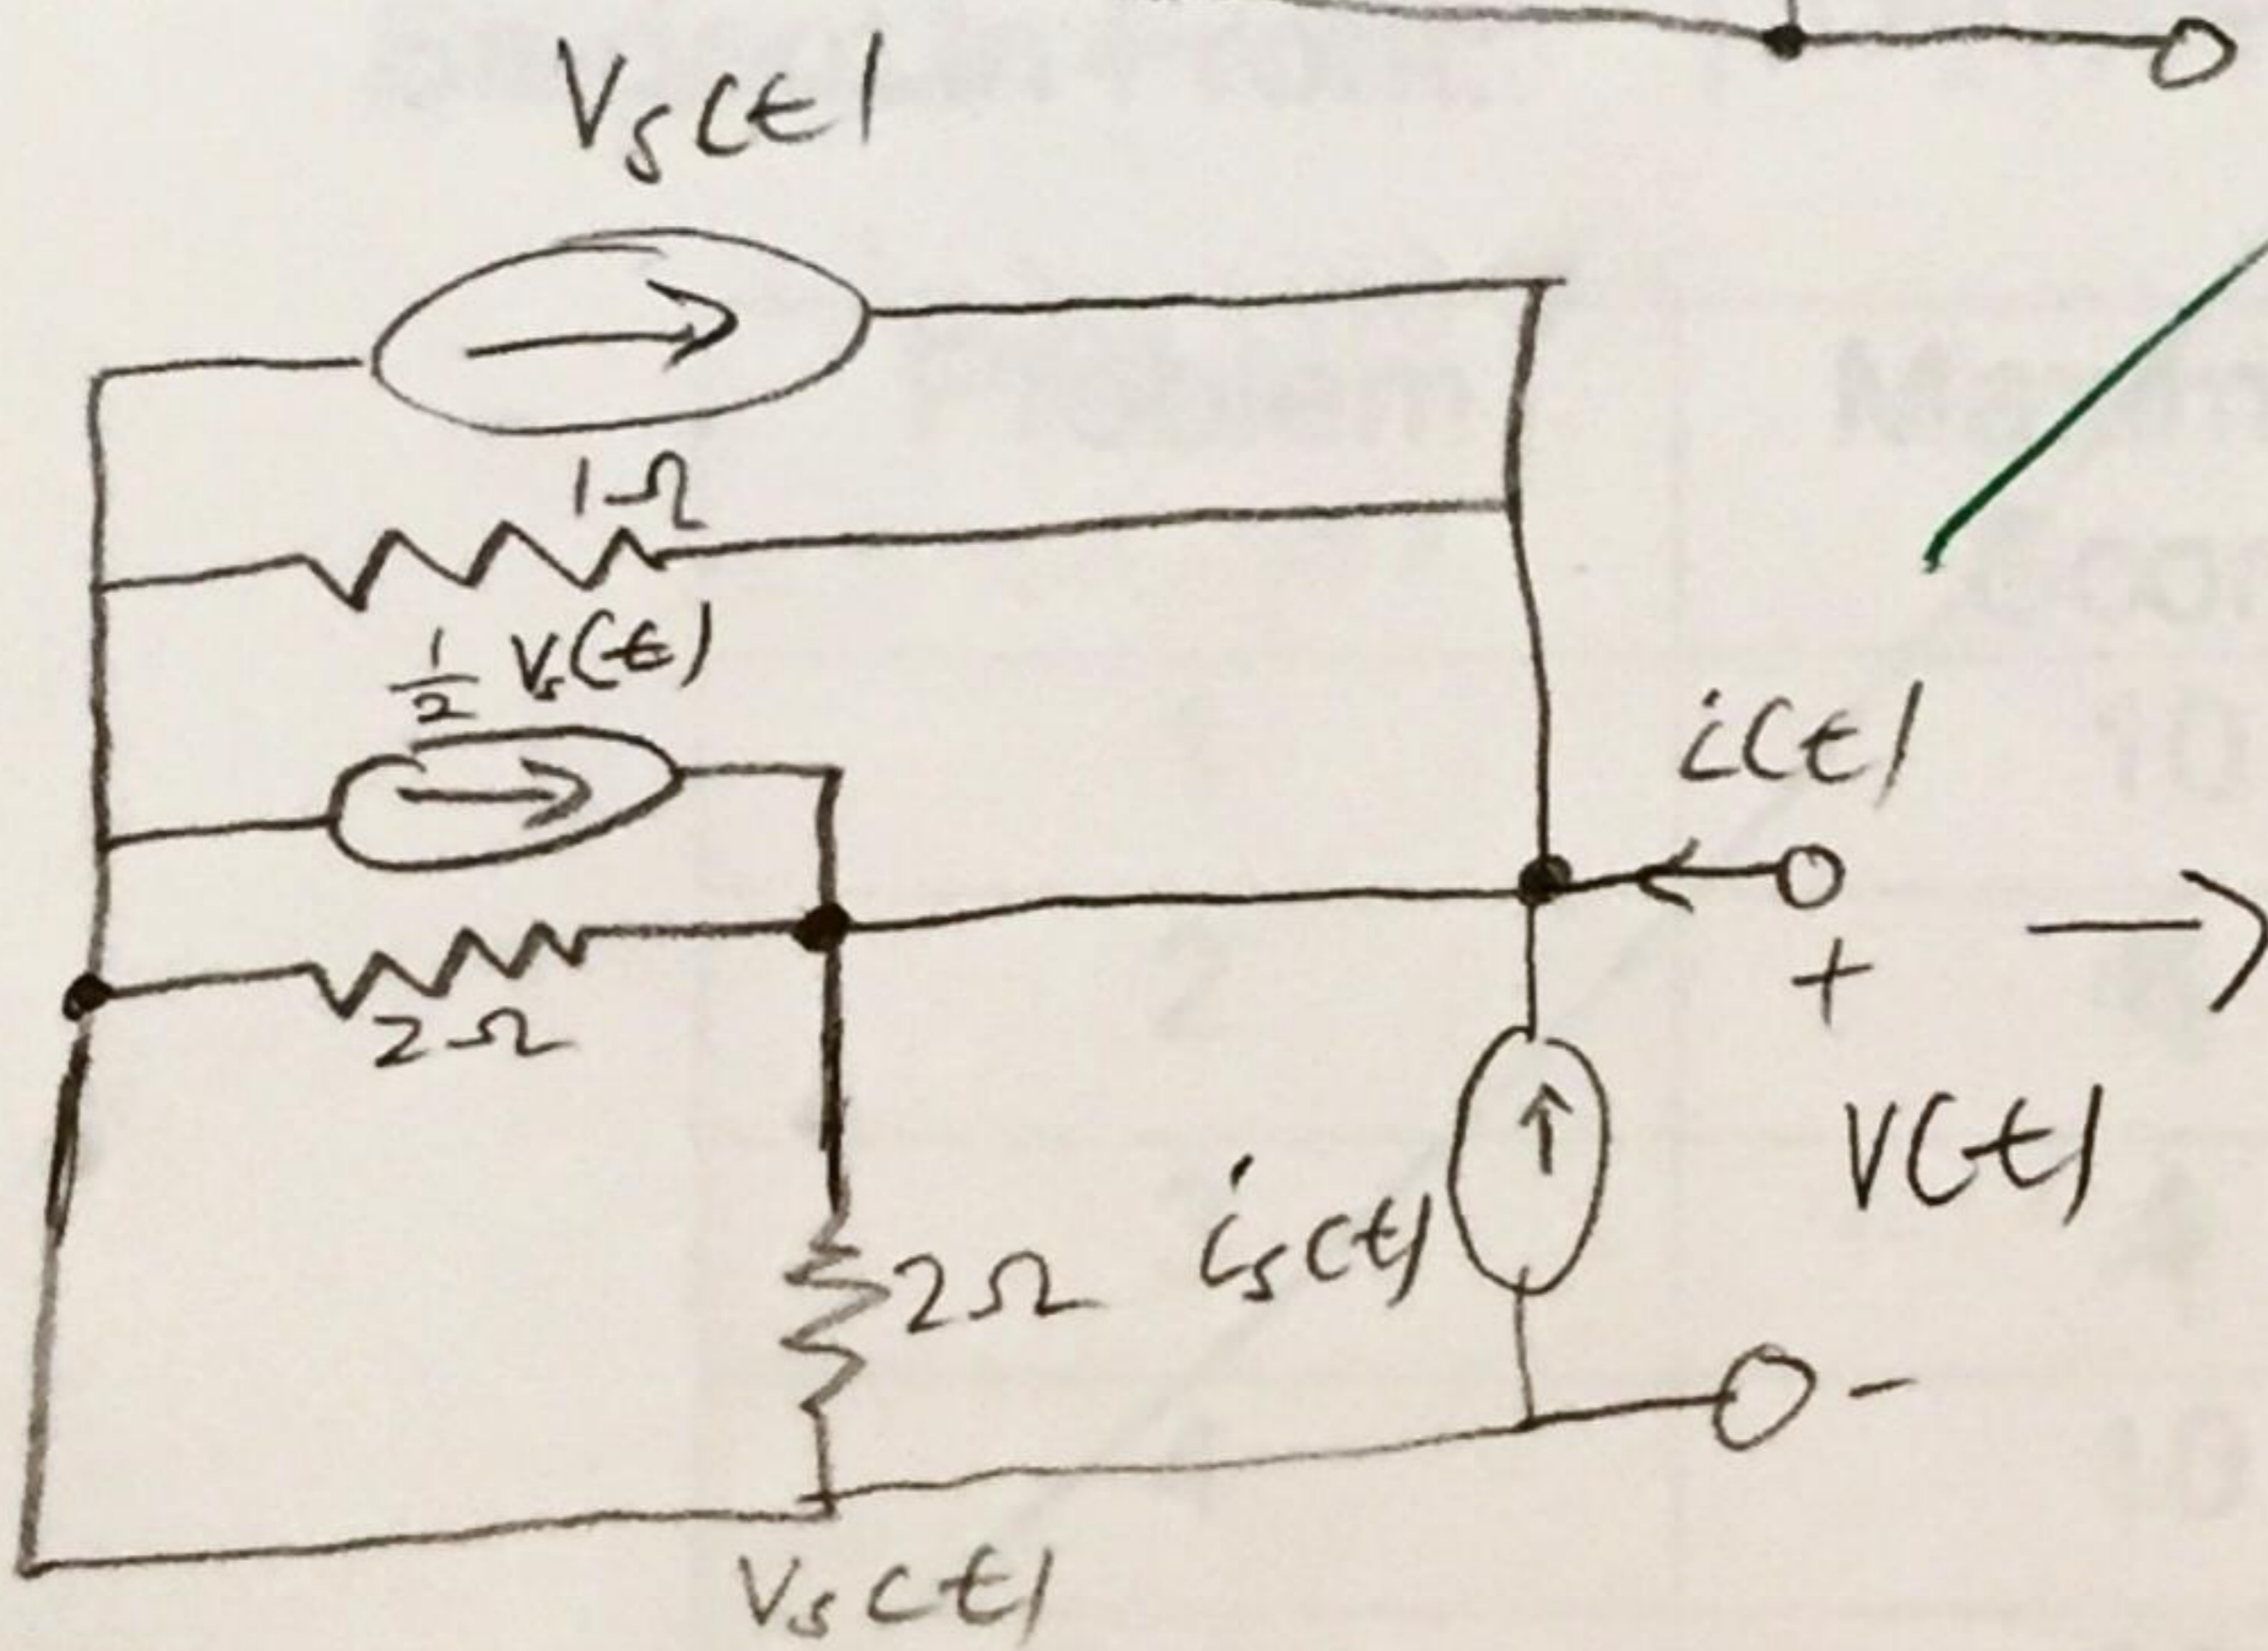 Vs(t)
1Ω
1/2 Vs(t)
i(t)
2Ω
+
V(t)
is(t)
2Ω
-
Vs(t)